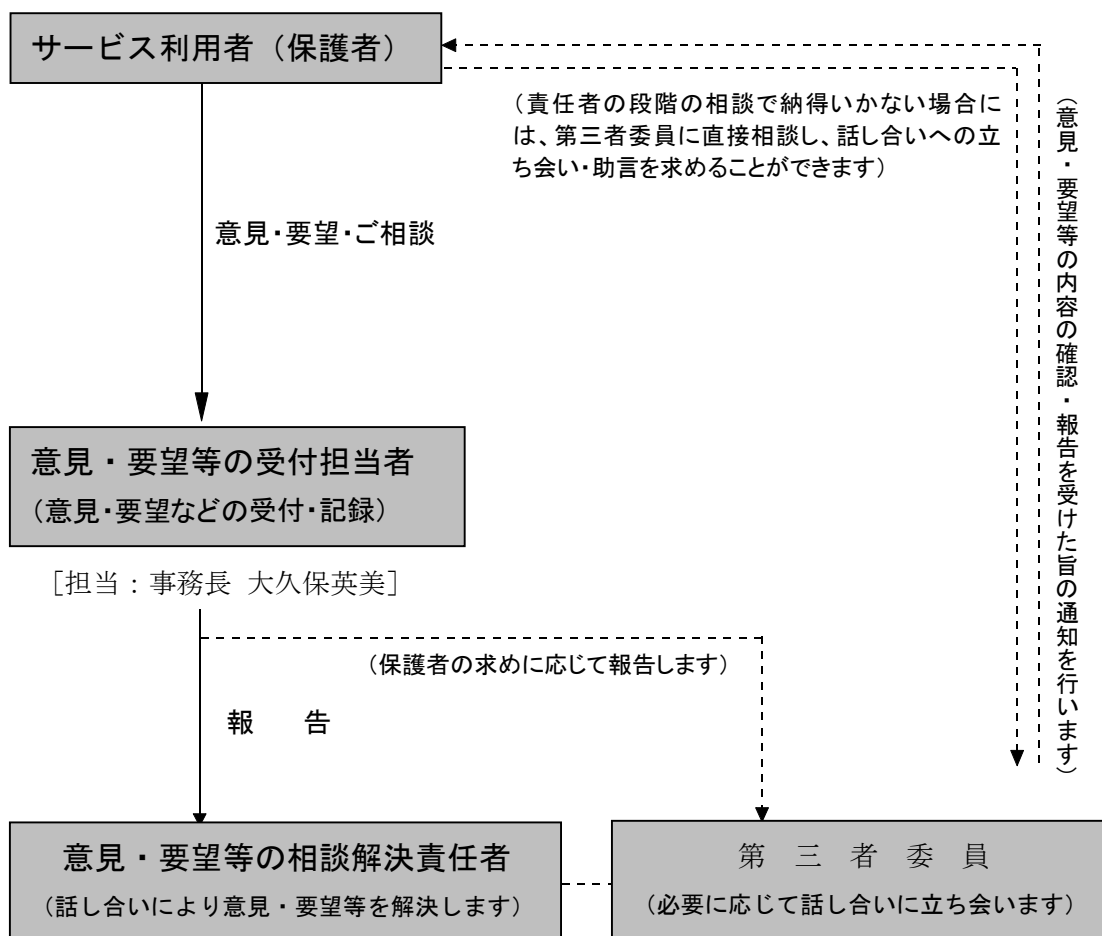 サービス利用者（保護者）
（責任者の段階の相談で納得いかない場合に
は、第三者委員に直接相談し、話し合いへの立
ち会い・助言を求めることができます）
（意見・要望等の内容の確認・報告を受けた旨の通知を行います）
意見・要望・ご相談
意見・要望等の受付担当者
（意見・要望などの受付・記録）
［担当：事務長 大久保英美］
（保護者の求めに応じて報告します）
報　告
意見・要望等の相談解決責任者
（話し合いにより意見・要望等を解決します）
第 三 者 委 員
（必要に応じて話し合いに立ち会います）